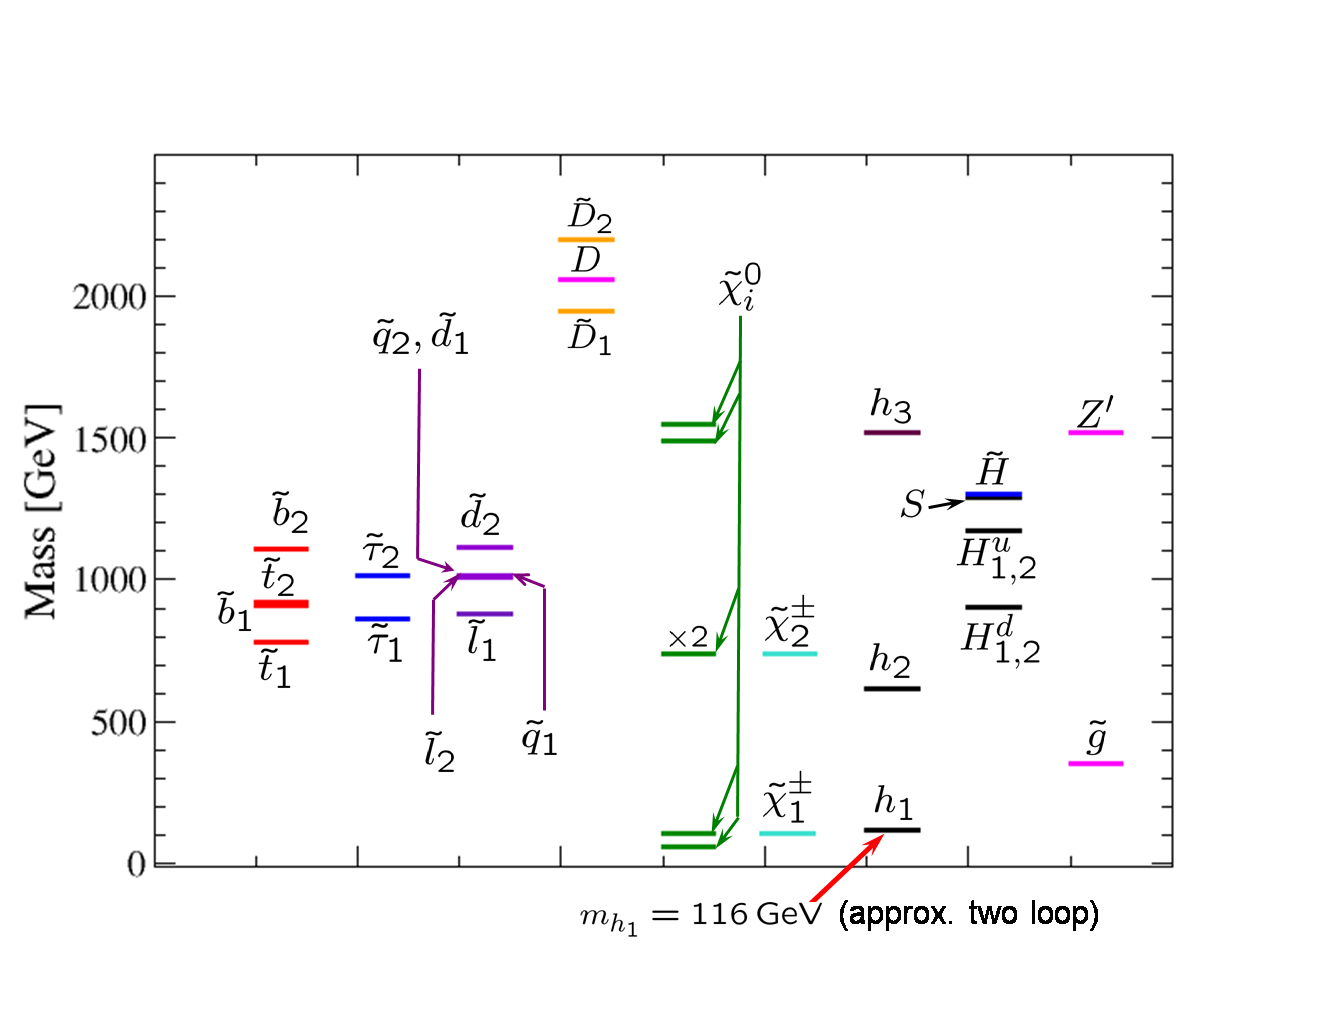 D̃₂
D
χ̃ᵢ⁰
2000
q̃₂, d̃₁
D̃₁
h₃
Z′
1500
Mass [GeV]
H̃
S
b̃₂
d̃₂
τ̃₂
H₁,₂ᵘ
t̃₂
1000
b̃₁
×2
χ̃₂±
τ̃₁
l̃₁
H₁,₂ᵈ
t̃₁
h₂
500
l̃₂
q̃₁
g̃
χ̃₁±
h₁
0
m_h₁ = 116 GeV (approx. two loop)